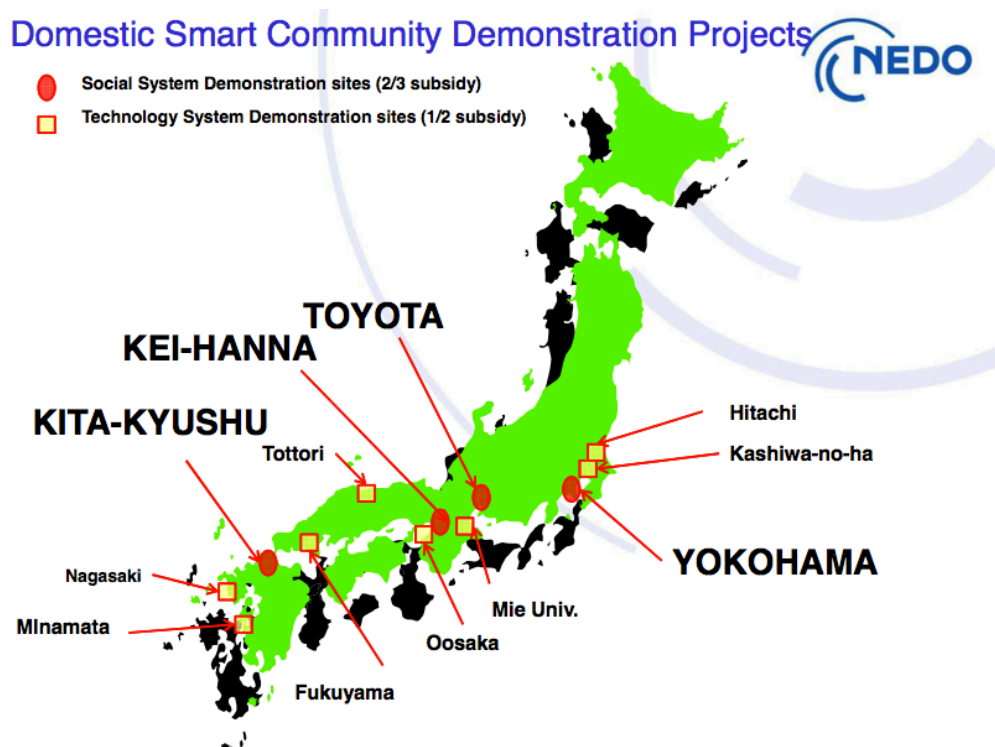 Domestic Smart Community Demonstration Projects
NEDO
Social System Demonstration sites (2/3 subsidy)
Technology System Demonstration sites (1/2 subsidy)
TOYOTA
KEI-HANNA
KITA-KYUSHU
Tottori
Hitachi
Kashiwa-no-ha
YOKOHAMA
Nagasaki
MInamata
Mie Univ.
Oosaka
Fukuyama